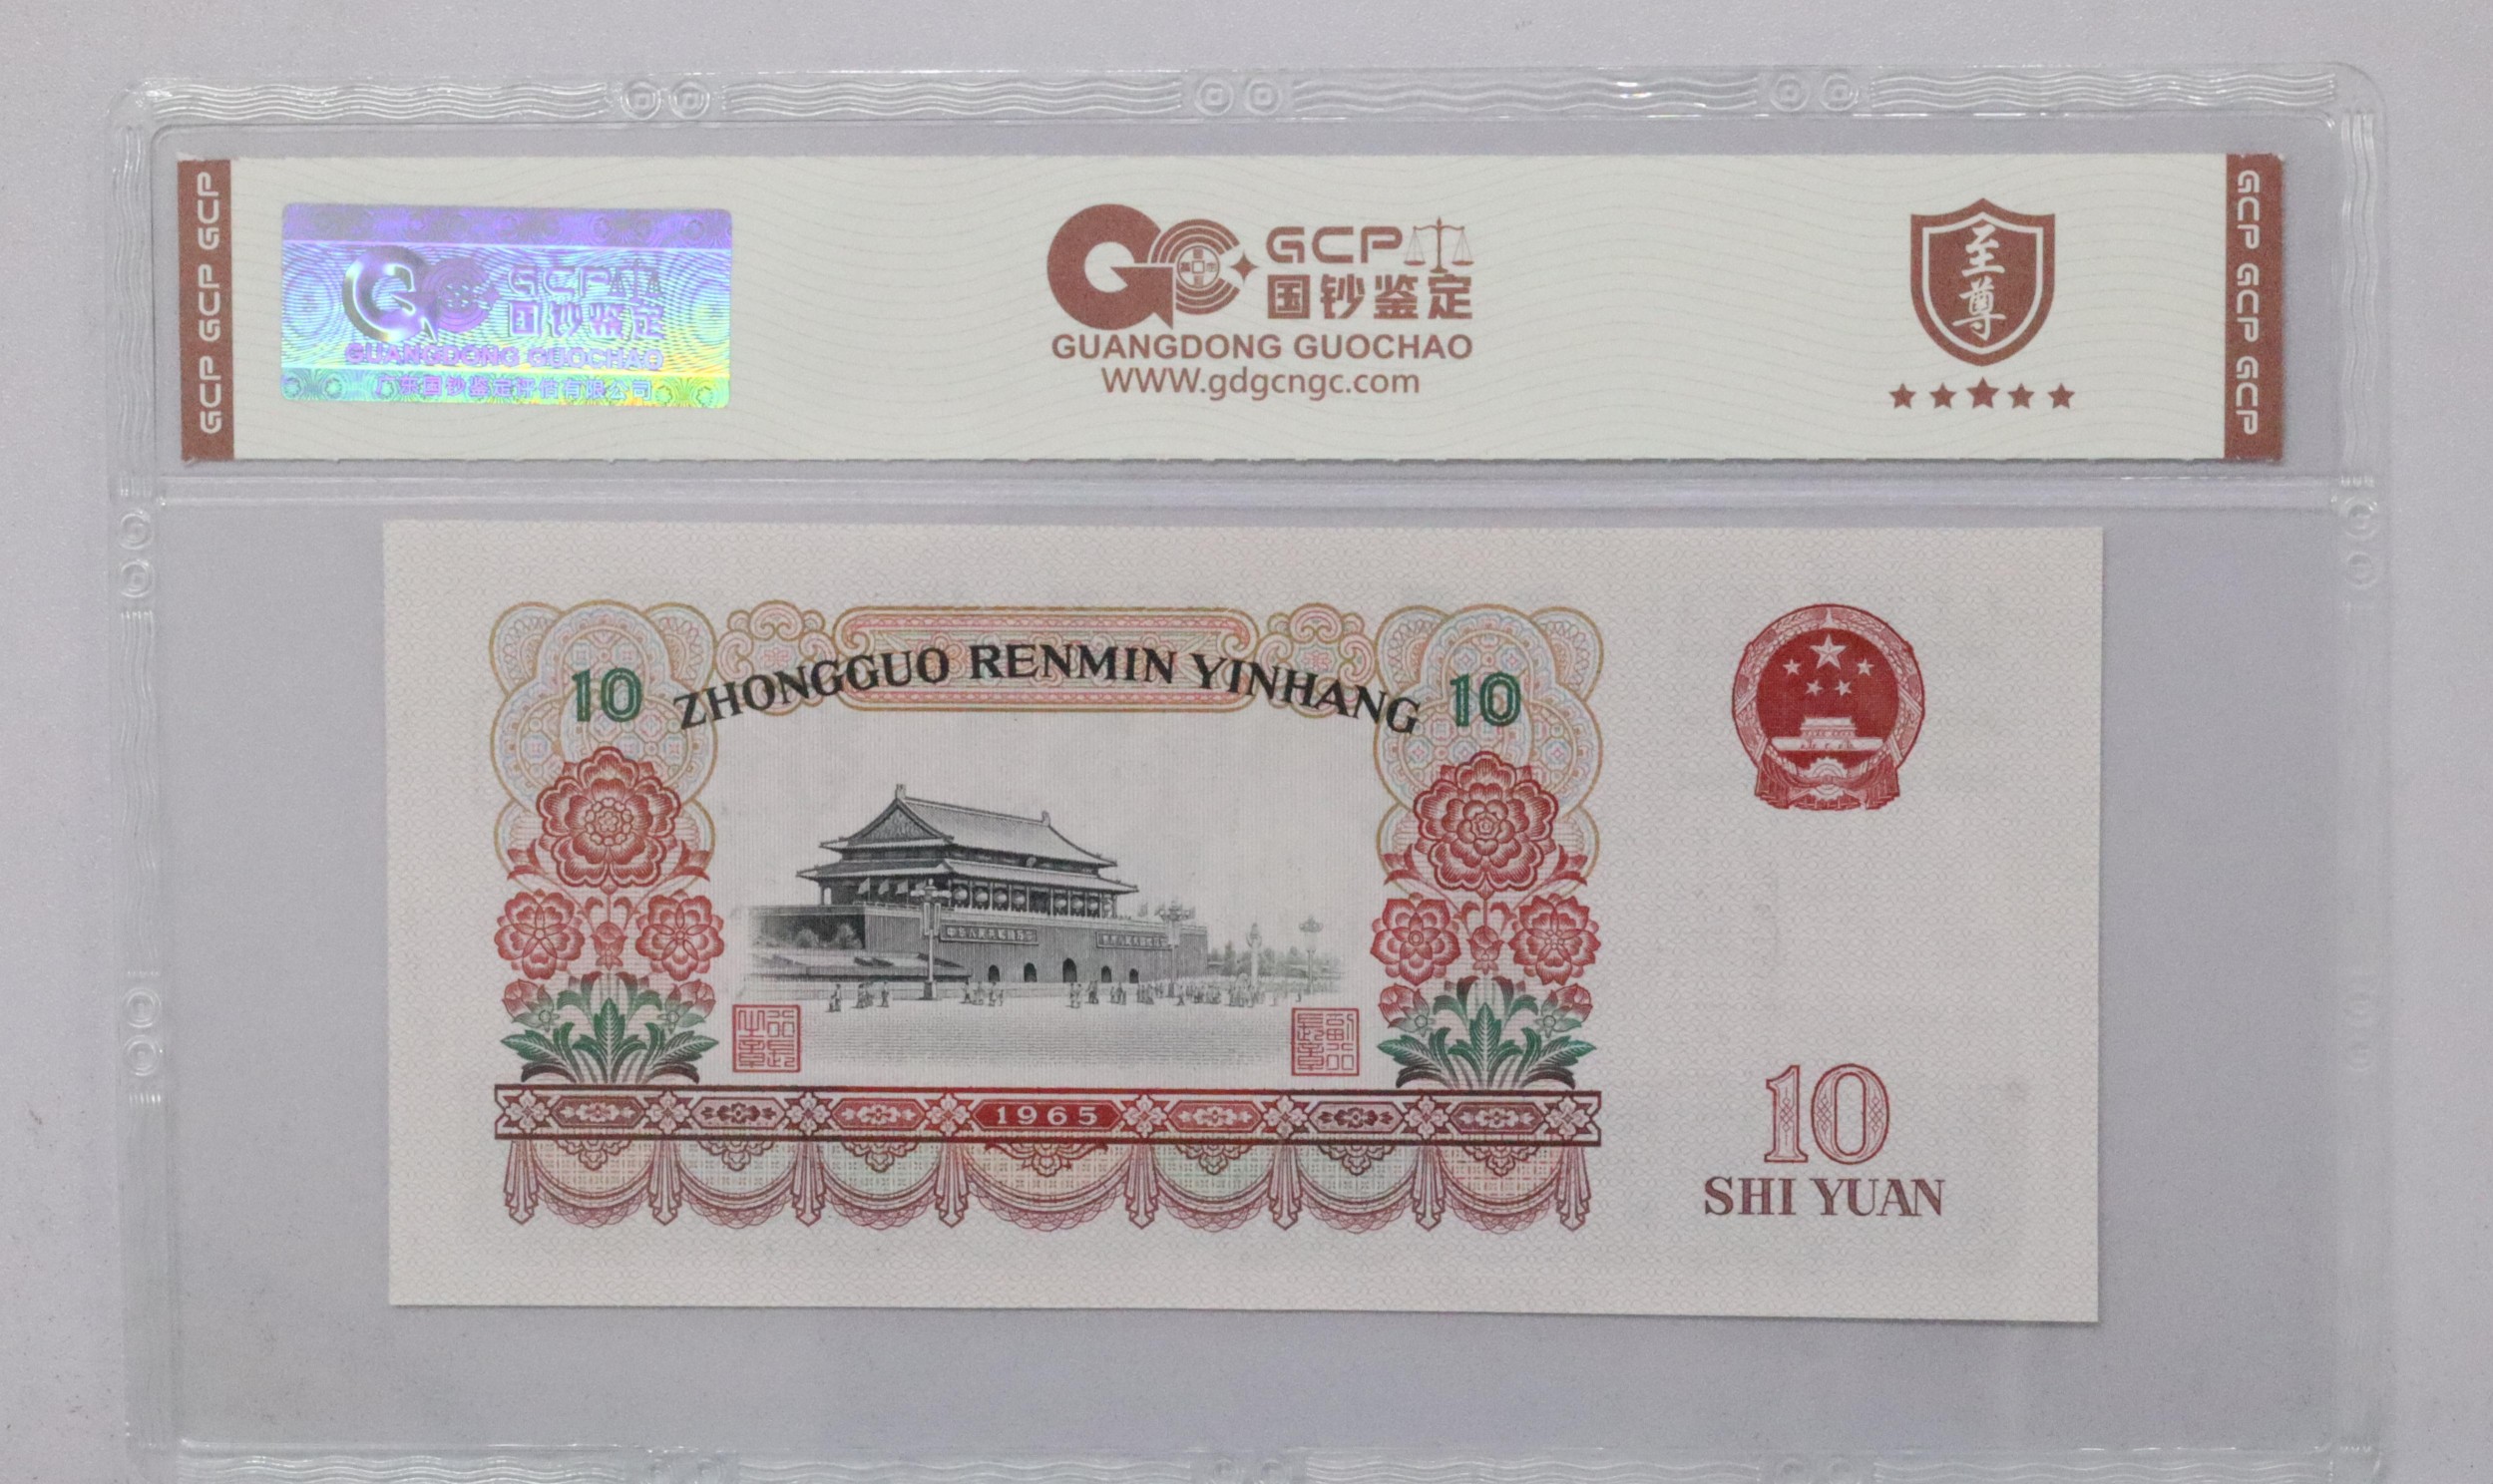 GCP GCP GCP
GCP
国钞鉴定
GUANGDONG GUOCHAO
广东国钞鉴定评估有限公司
GCP
国钞鉴定
GUANGDONG GUOCHAO
WWW.gdgcngc.com
至尊
GCP GCP GCP
10
ZHONGGUO RENMIN YINHANG
10
1965
10
SHI YUAN